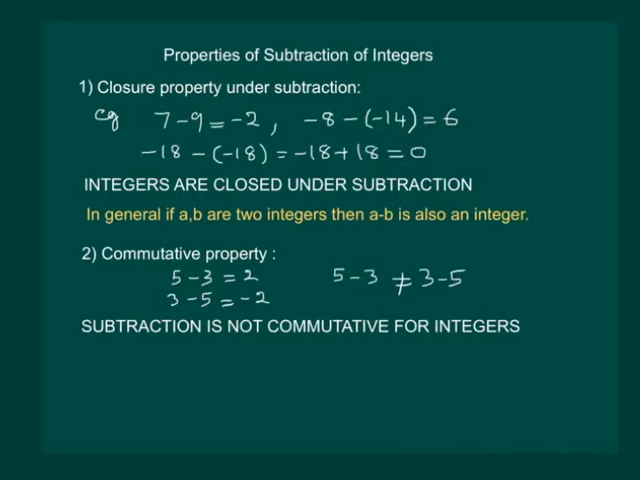 Properties of Subtraction of Integers
1) Closure property under subtraction:
eg 7 - 9 = -2 , -8 - (-14) = 6
-18 - (-18) = -18 + 18 = 0
INTEGERS ARE CLOSED UNDER SUBTRACTION
In general if a,b are two integers then a-b is also an integer.
2) Commutative property :
5 - 3 = 2 5 - 3 ≠ 3 - 5
3 - 5 = -2
SUBTRACTION IS NOT COMMUTATIVE FOR INTEGERS